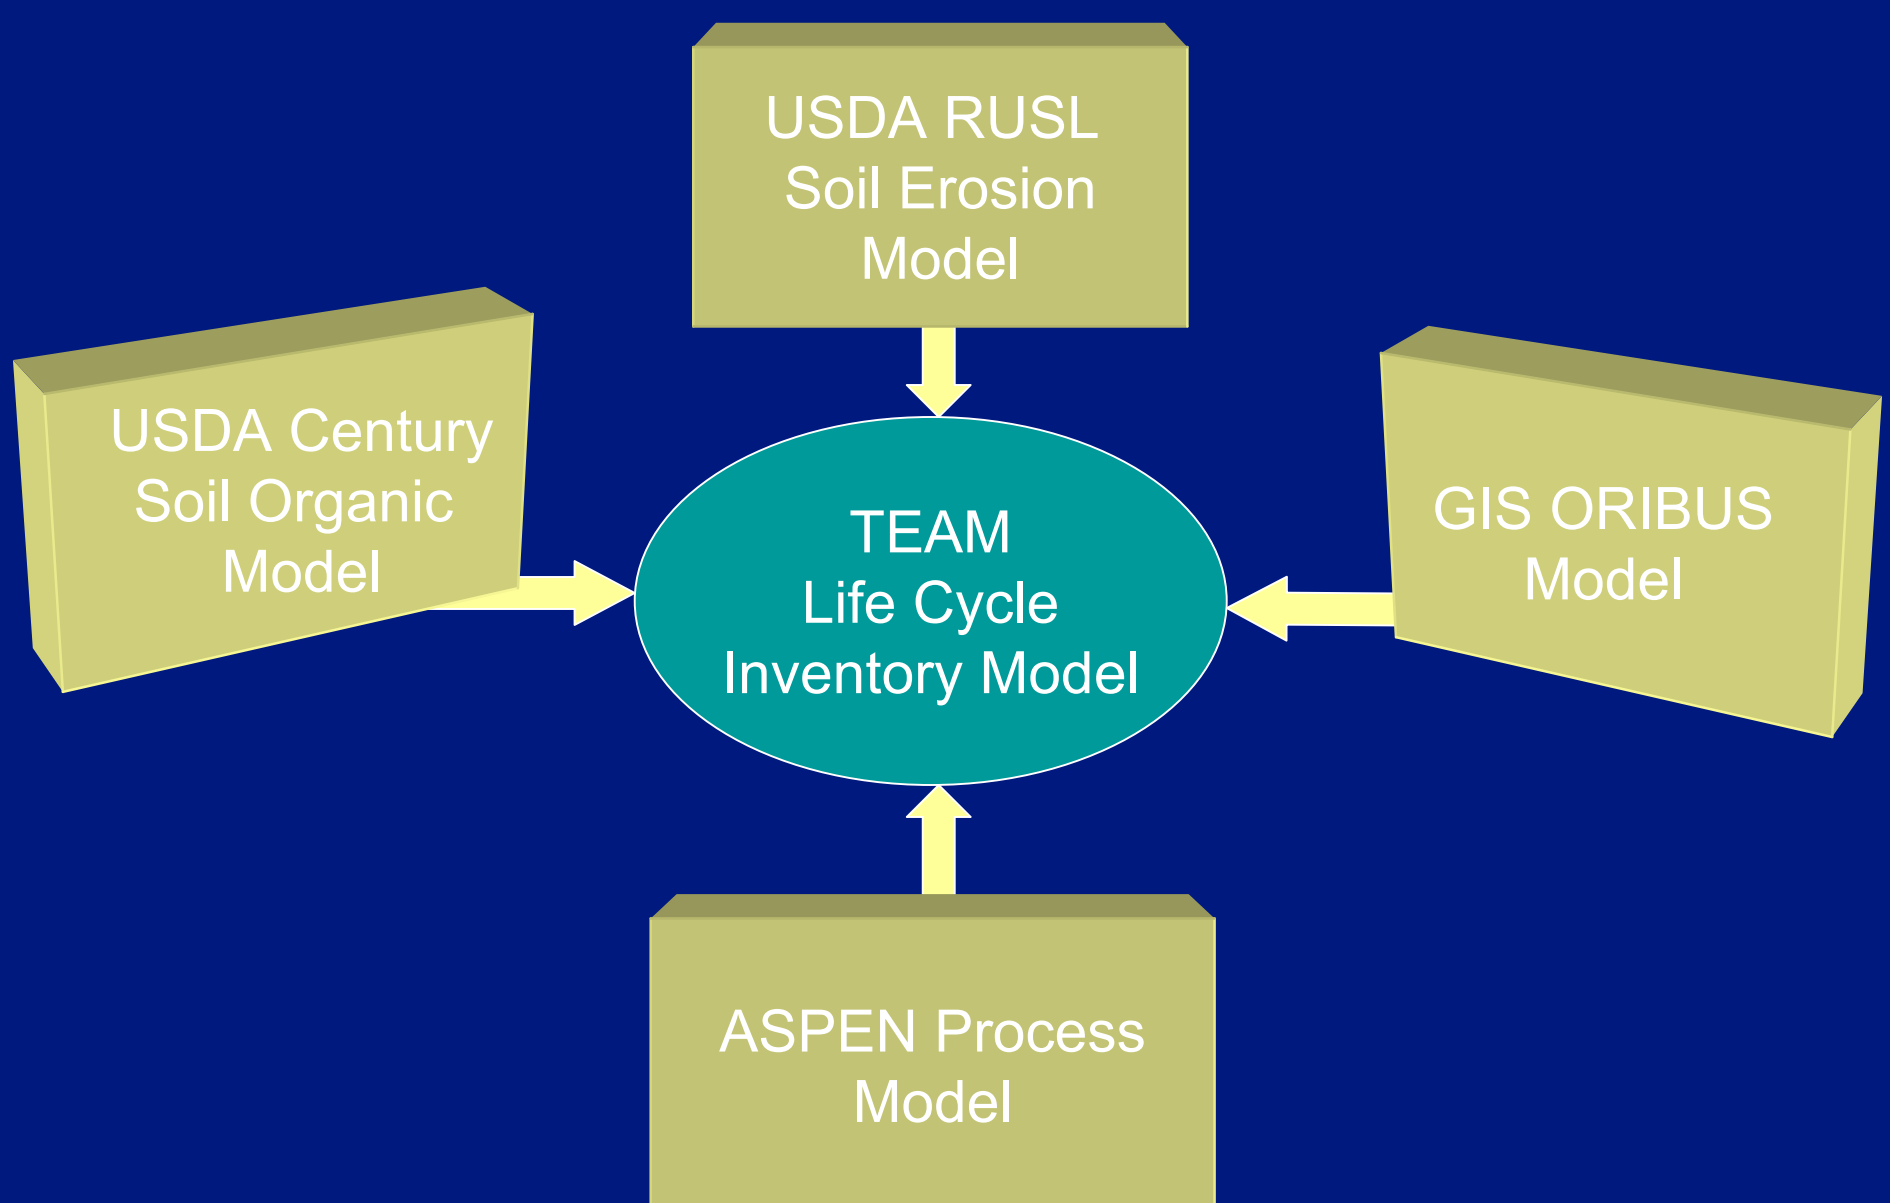 USDA RUSL
Soil Erosion
Model
USDA Century
Soil Organic
Model
TEAM
Life Cycle
Inventory Model
GIS ORIBUS
Model
ASPEN Process
Model